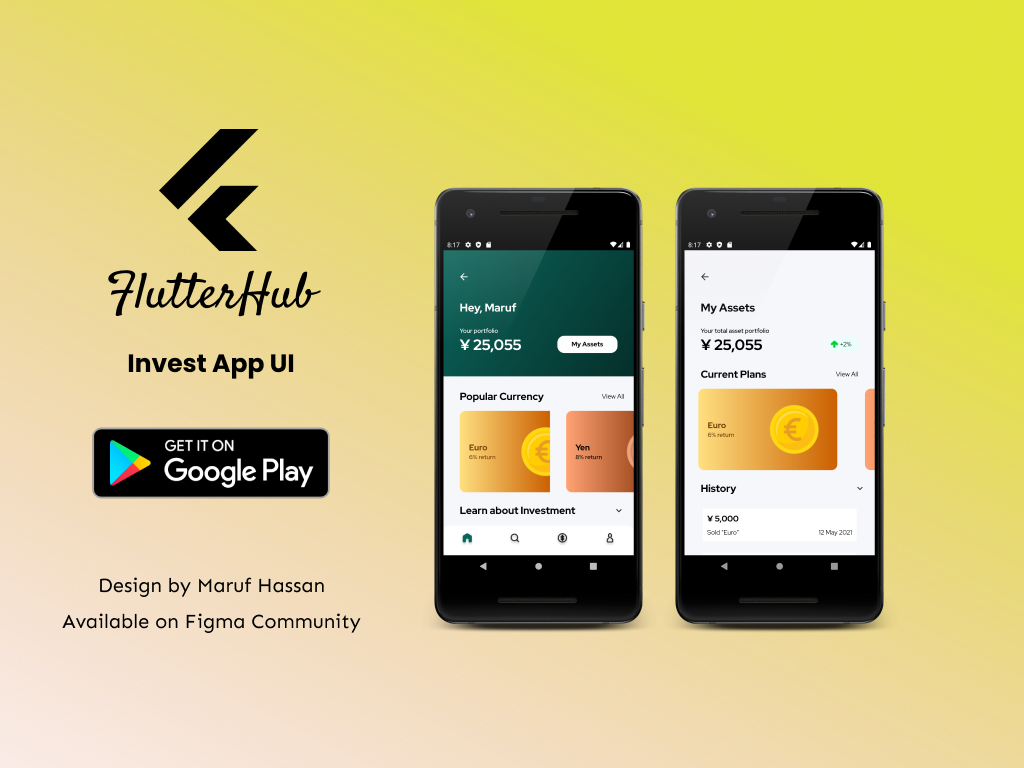 FlutterHub
Invest App UI
GET IT ON
Google Play
Design by Maruf Hassan
Available on Figma Community
8:17
Hey, Maruf
Your portfolio
¥ 25,055
My Assets
Popular Currency
View All
Euro
6% return
Yen
8% return
Learn about Investment
8:17
My Assets
Your total asset portfolio
¥ 25,055
+2%
Current Plans
View All
Euro
6% return
History
¥ 5,000
Sold "Euro"
12 May 2021